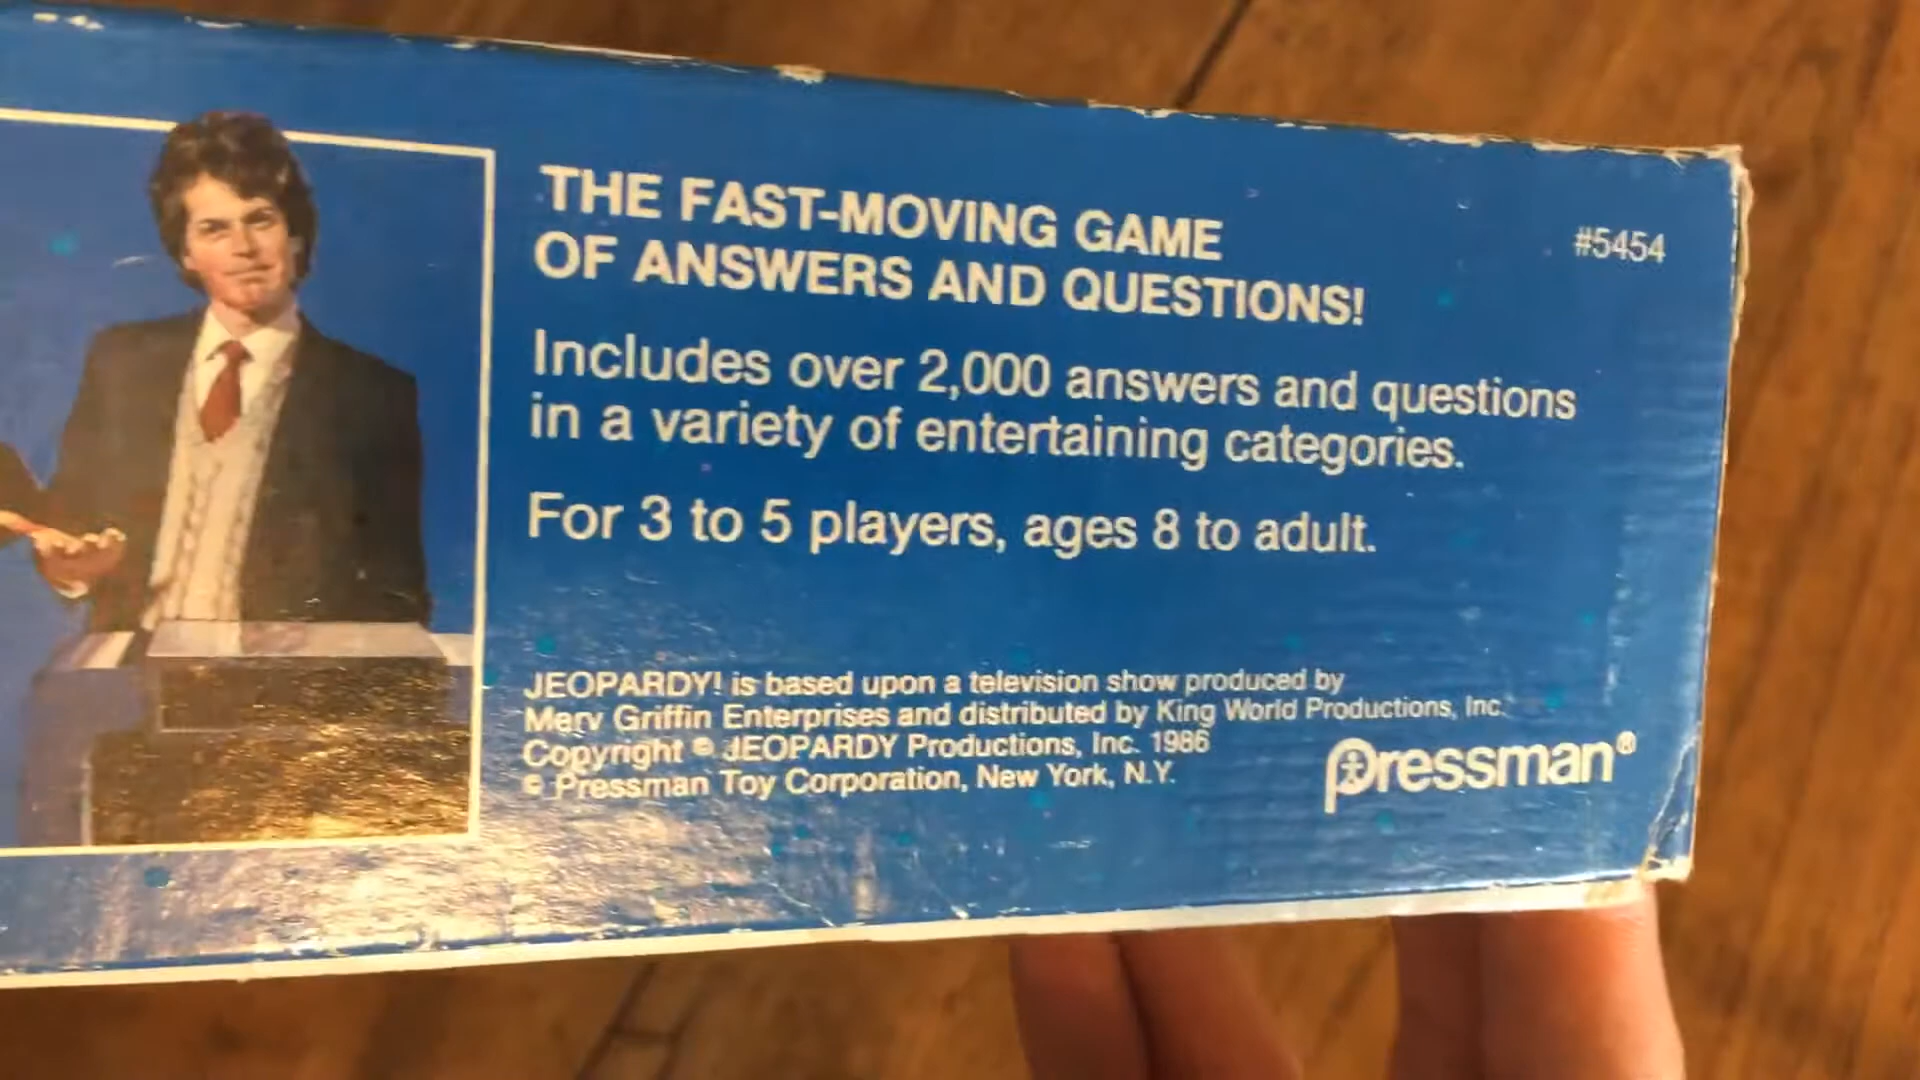 THE FAST-MOVING GAME
OF ANSWERS AND QUESTIONS!
#5454
Includes over 2,000 answers and questions
in a variety of entertaining categories.
For 3 to 5 players, ages 8 to adult.
JEOPARDY! is based upon a television show produced by
Merv Griffin Enterprises and distributed by King World Productions, Inc.
Copyright © JEOPARDY Productions, Inc. 1986
© Pressman Toy Corporation, New York, N.Y.
Pressman®